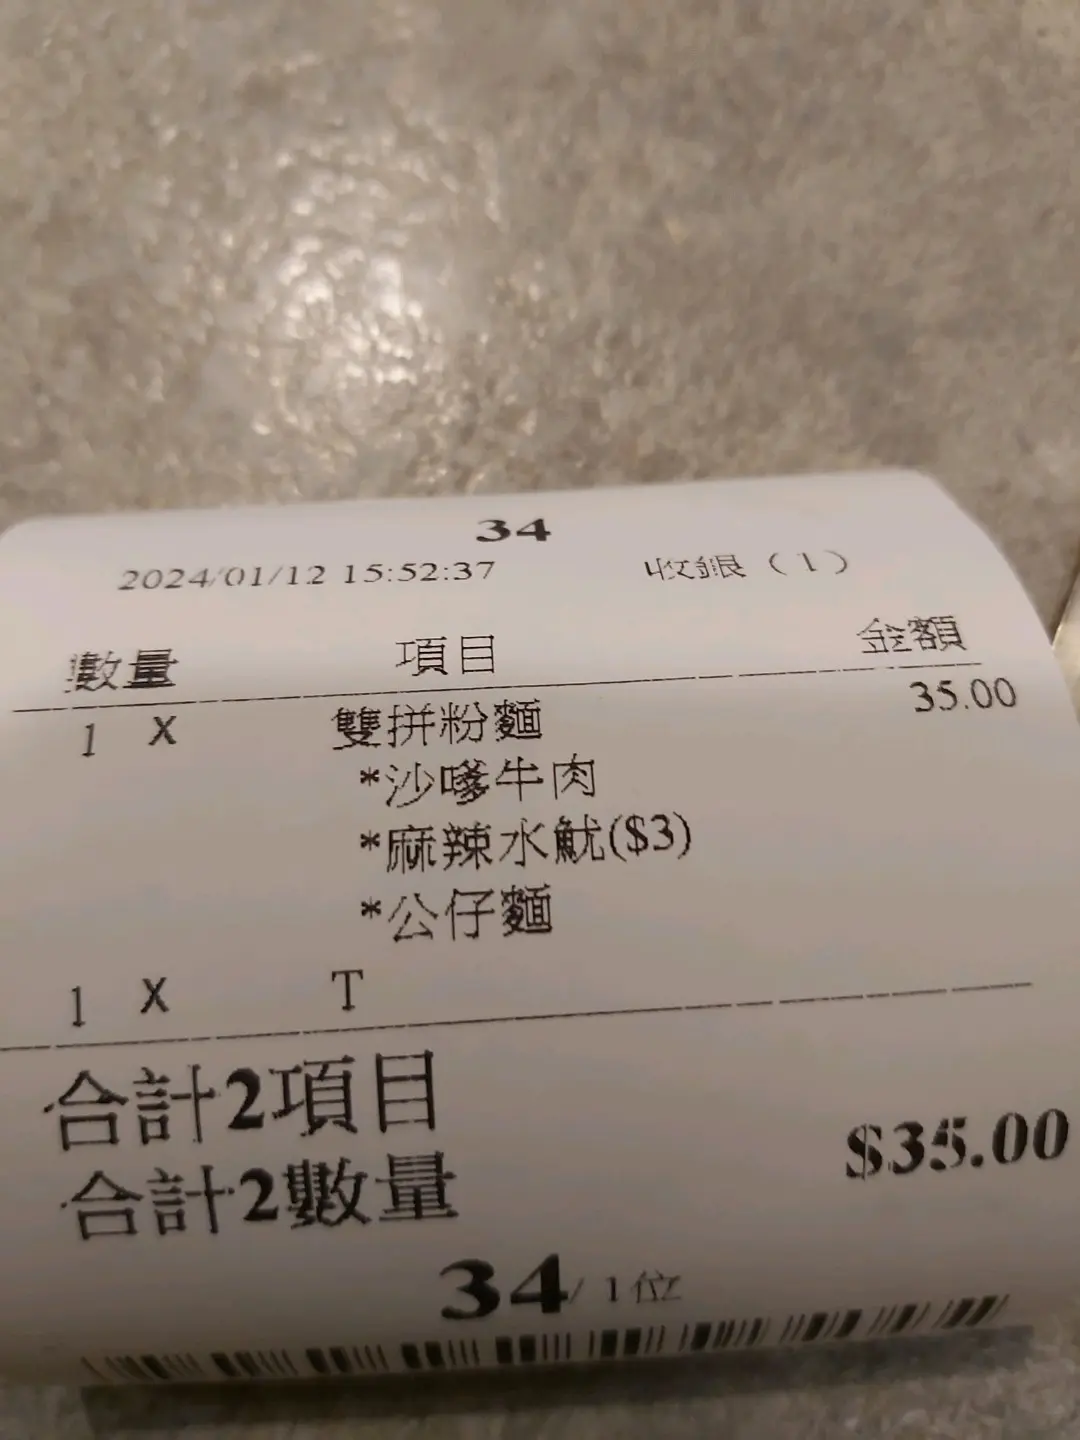 34
2024/01/12 15:52:37 收銀（1）
數量 項目 金額
1 X 雙拼粉麵 35.00
*沙嗲牛肉
*麻辣水魷($3)
*公仔麵
1 X T
合計2項目
合計2數量 $35.00
34/ 1位